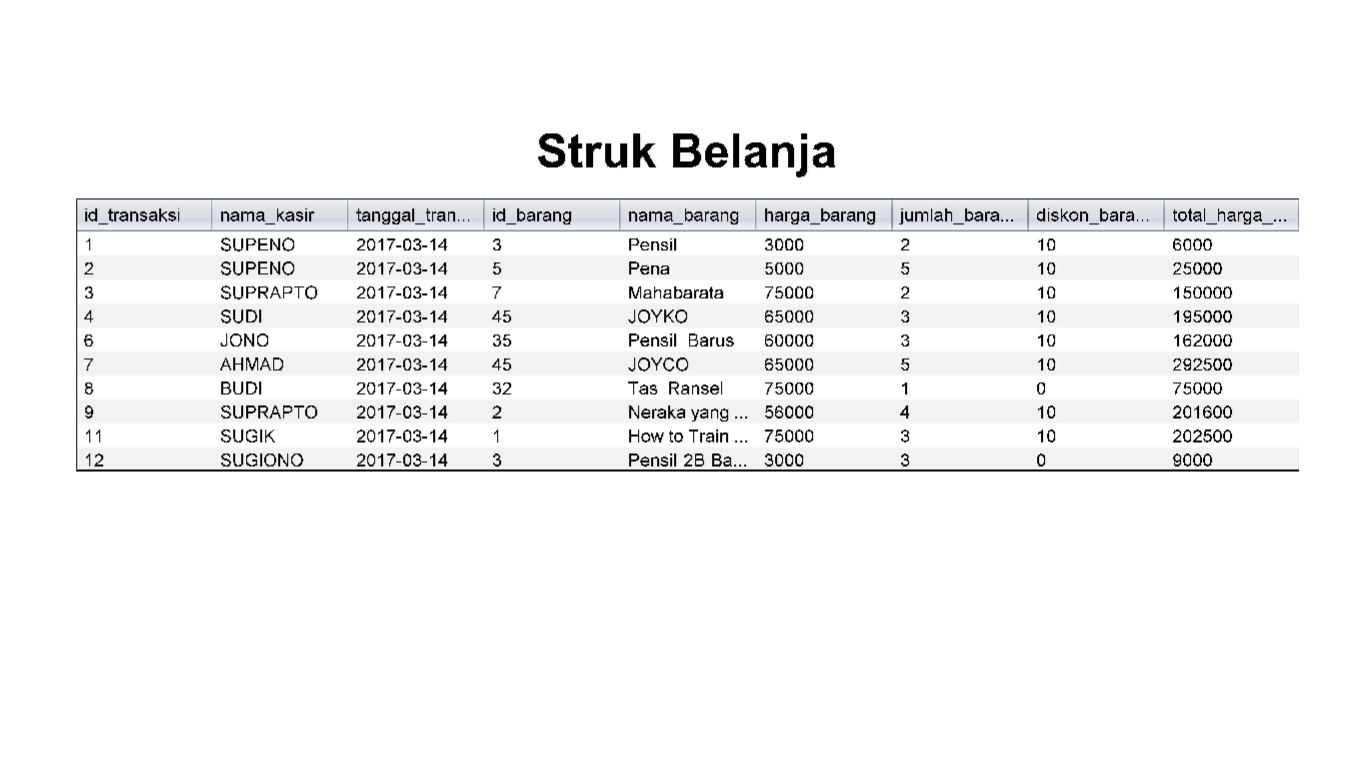 Struk Belanja
id_transaksi nama_kasir tanggal_tran... id_barang nama_barang harga_barang jumlah_bara... diskon_bara... total_harga_...
1 SUPENO 2017-03-14 3 Pensil 3000 2 10 6000
2 SUPENO 2017-03-14 5 Pena 5000 5 10 25000
3 SUPRAPTO 2017-03-14 7 Mahabarata 75000 2 10 150000
4 SUDI 2017-03-14 45 JOYKO 65000 3 10 195000
6 JONO 2017-03-14 35 Pensil Barus 60000 3 10 162000
7 AHMAD 2017-03-14 45 JOYCO 65000 5 10 292500
8 BUDI 2017-03-14 32 Tas Ransel 75000 1 0 75000
9 SUPRAPTO 2017-03-14 2 Neraka yang ... 56000 4 10 201600
11 SUGIK 2017-03-14 1 How to Train ... 75000 3 10 202500
12 SUGIONO 2017-03-14 3 Pensil 2B Ba... 3000 3 0 9000